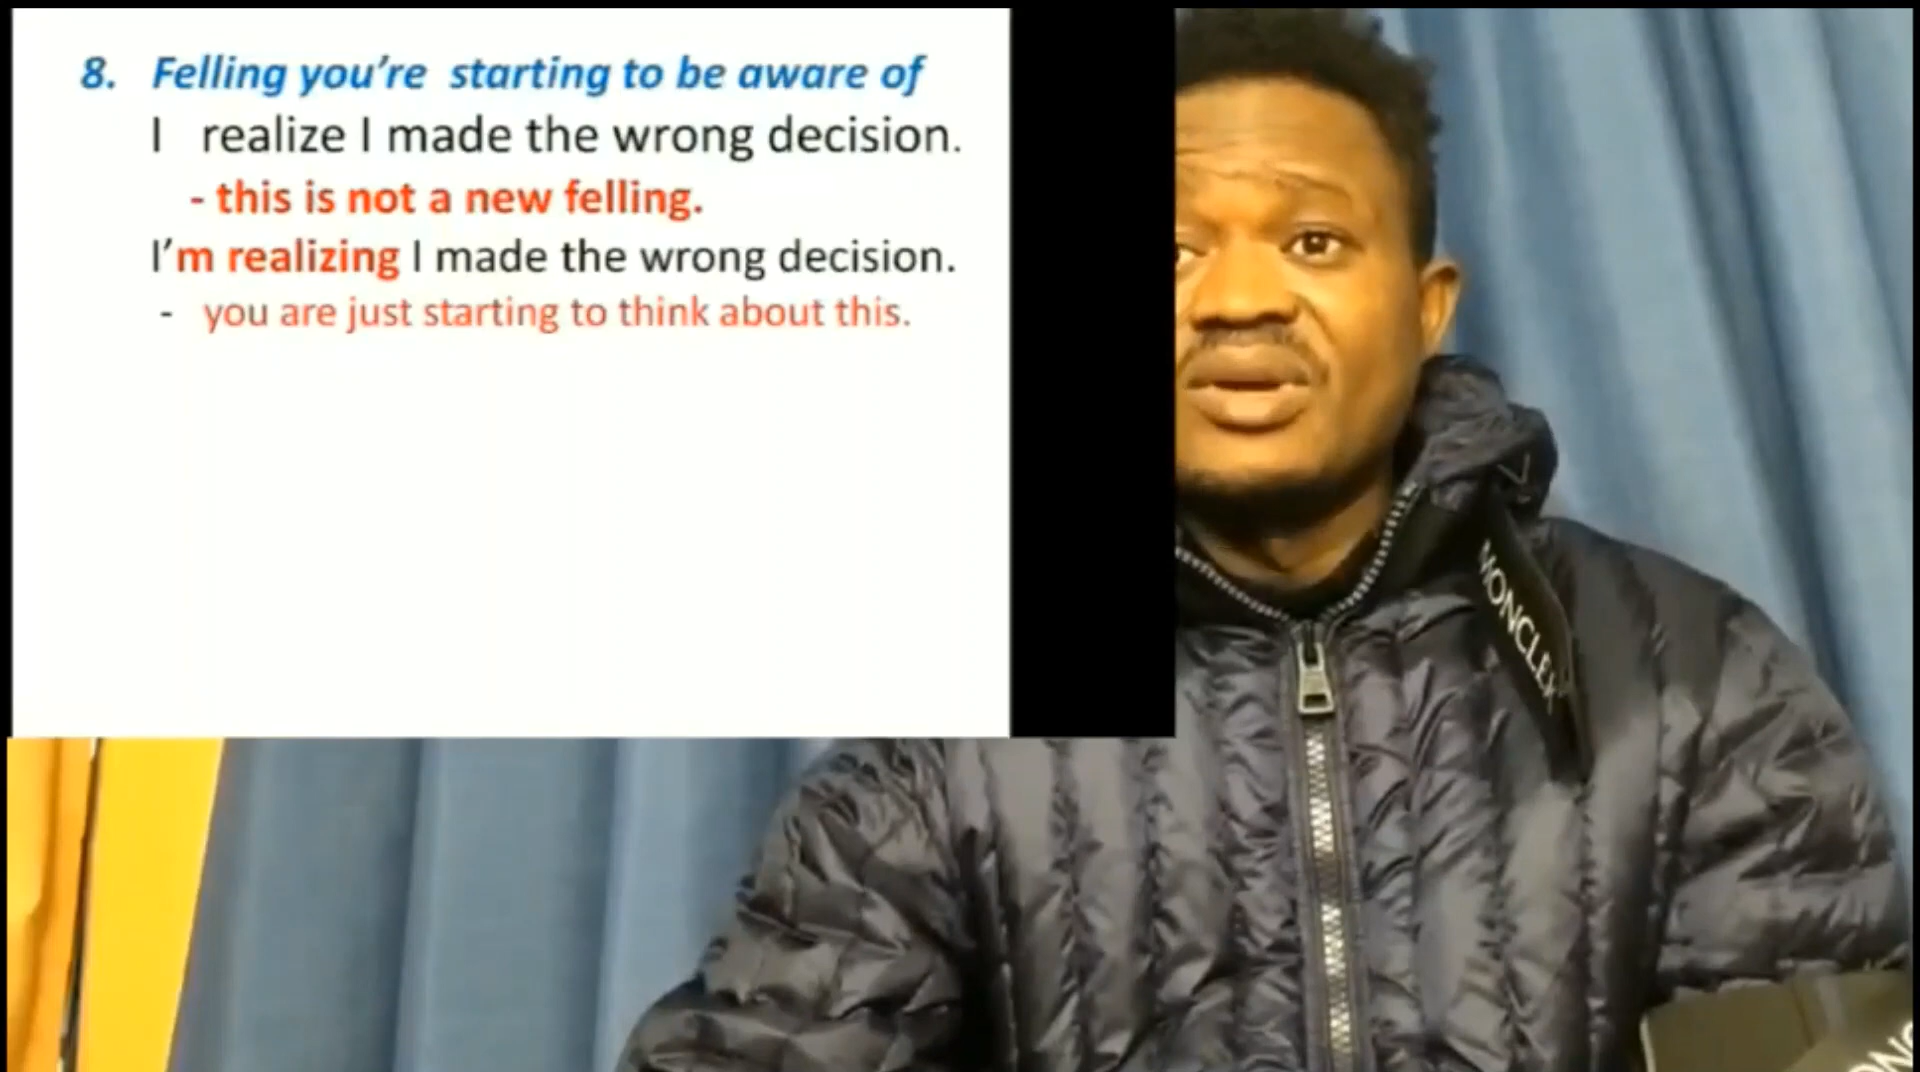 8. Felling you're starting to be aware of
I realize I made the wrong decision.
- this is not a new felling.
I'm realizing I made the wrong decision.
- you are just starting to think about this.
MONCLER